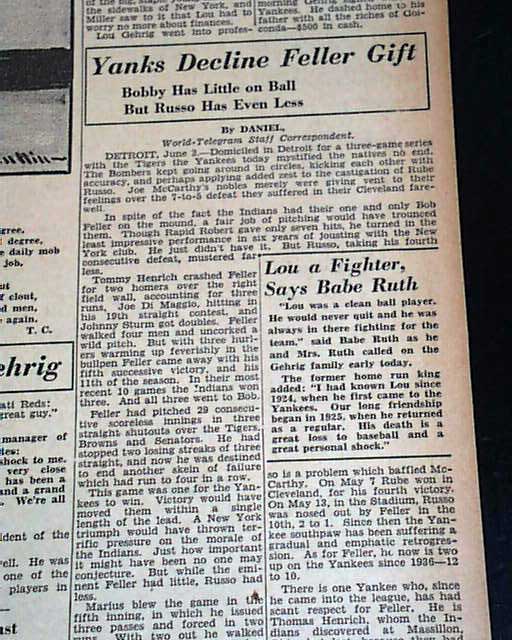 of the big,
the sidewalks of New York, and
Miller saw to it that Lou had to
worry no more about finances.
Lou Gehrig went into profes-
morning Gehrig
Yankees. He dashed home to his
father with all the riches of Gol-
conda—$500 in cash.
Yanks Decline Feller Gift
Bobby Has Little on Ball
But Russo Has Even Less
By DANIEL,
World-Telegram Staff Correspondent.
DETROIT, June 2.—Domiciled in Detroit for a three-game series
with the Tigers the Yankees today mystified the natives no end.
The Bombers kept going around in circles, kicking each other with
accuracy, and perhaps applying added zest to the castigation of Rube
Russo. Joe McCarthy's nobles merely were giving vent to their
feelings over the 7-to-5 defeat they suffered in their Cleveland fare-
well.
In spite of the fact the Indians had their one and only Bob
Feller on the mound, a fair job of pitching would have trounced
them. Though Rapid Robert gave only seven hits, he turned in the
least impressive performance in six years of jousting with the New
York club. He just didn't have it. But Russo, taking his fourth
consecutive defeat, mustered far
less.
Tommy Henrich crashed Feller
for two homers over the right
field wall, accounting for three
runs, Joe Di Maggio, hitting in
his 19th straight contest, and
Johnny Sturm got doubles. Feller
walked four men and uncorked a
wild pitch. But with three hurl-
ers warming up feverishly in the
bullpen Feller came away with his
fifth successive victory, and his
11th of the season. In their most
recent 10 games the Indians won
three. And all three went to Bob.
Feller had pitched 29 consecu-
tive scoreless innings in three
straight shutouts over the Tigers,
Browns and Senators. He had
stopped two losing streaks of three
straight, and now he was destined
to end another skein of failure
which had run to four in a row.
This game was one for the Yan-
kees to win. Victory would have
moved them within a single
length of the lead. A New York
triumph would have thrown ter-
rific pressure on the morale of
the Indians. Just how important
it might have been no one may
conjecture. But while the emi-
nent Feller had little, Russo had
less.
Marius blew the game in the
fifth inning, in which he issued
three passes and forced in two
runs. With two out he walked
Lou a Fighter,
Says Babe Ruth
"Lou was a clean ball player.
He would never quit and he was
always in there fighting for the
team," said Babe Ruth as he
and Mrs. Ruth called on the
Gehrig family early today.
The former home run king
added: "I had known Lou since
1924, when he first came to the
Yankees. Our long friendship
began in 1925, when he returned
as a regular. His death is a
great loss to baseball and a
great personal shock."
so is a problem which baffled Mc-
Carthy. On May 7 Rube won in
Cleveland, for his fourth victory.
On May 13, in the Stadium, Russo
was nosed out by Feller in the
10th, 2 to 1. Since then the Yan-
kee southpaw has been suffering a
gradual and emphatic retrogres-
sion. As for Feller, he now is two
up on the Yankees since 1936—12
to 10.
There is one Yankee who, since
he came into the league, has had
scant respect for Feller. He is
Thomas Henrich, whom the In-
dians discovered at Massillon,
gree.
degree,
e daily mob
job,
ut
f clout,
d men,
again.
T. C.
ehrig
ati Reds:
reat guy."
manager of
les:
shock to me.
very close
has been a
and a grand
We're all
ident of the
ell. He was
one of the
players in
st